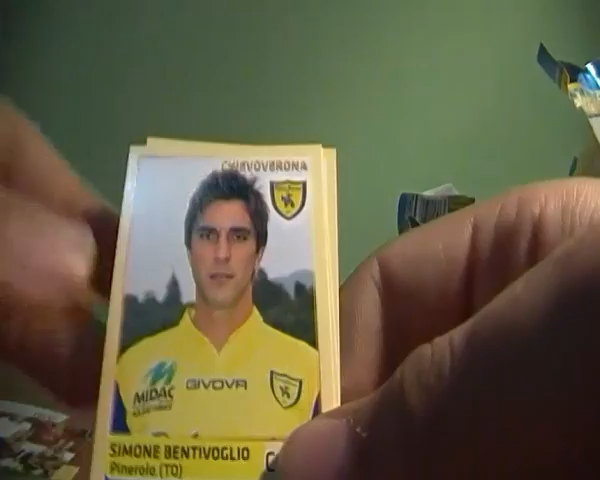 CHIEVOVERONA
MIDAC
GIVOVA
SIMONE BENTIVOGLIO
C
Pinerolo (TO)